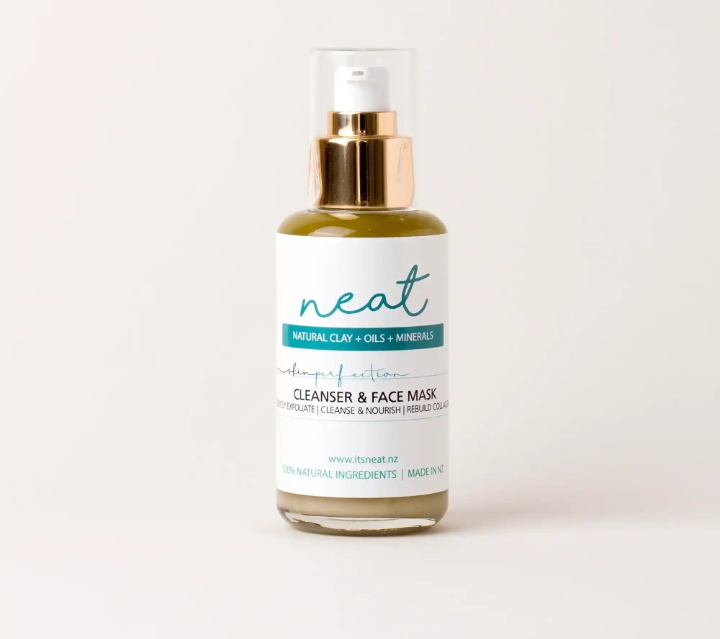 neat
NATURAL CLAY + OILS + MINERALS
skinperfection
CLEANSER & FACE MASK
EXFOLIATE | CLEANSE & NOURISH | REBUILD
www.itsneat.nz
100% NATURAL INGREDIENTS | MADE IN NZ